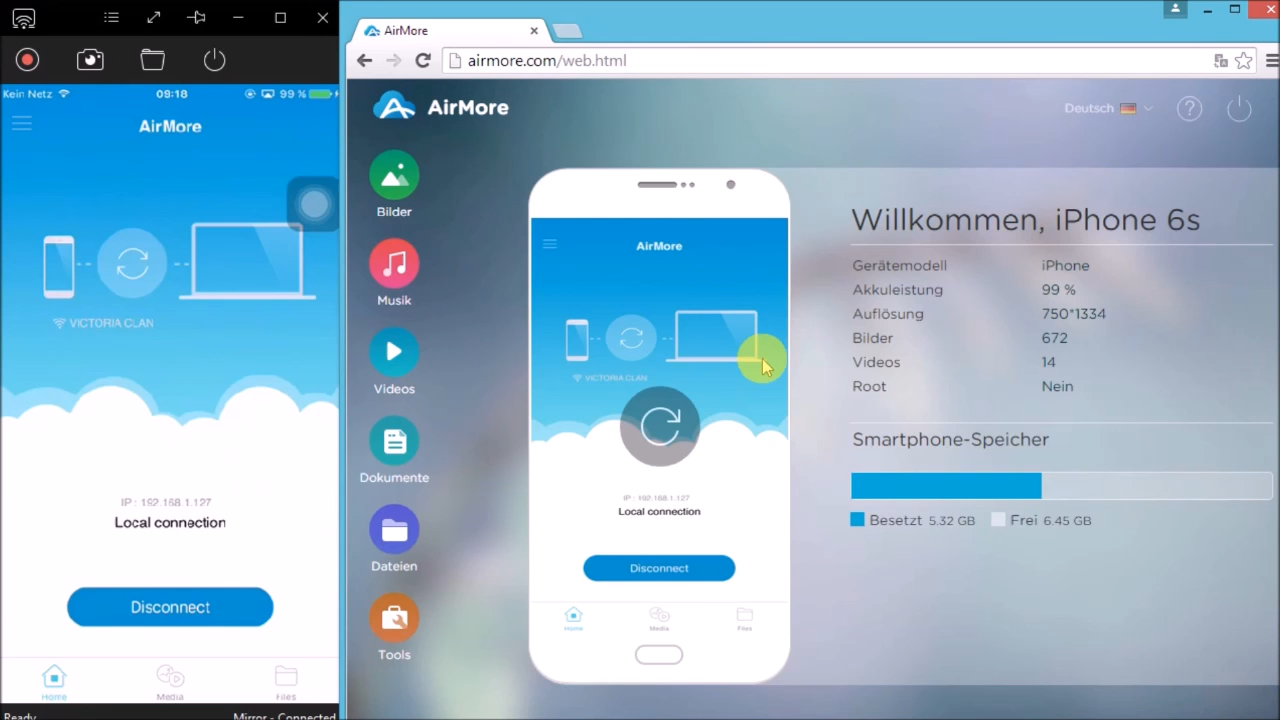 Kein Netz 09:18 99 %
AirMore
VICTORIA CLAN
IP : 192.168.1.127
Local connection
Disconnect
Home Media Files
Ready Mirror - Connected
AirMore
airmore.com/web.html
AirMore
Deutsch
?
Bilder
Musik
Videos
Dokumente
Dateien
Tools
AirMore
VICTORIA CLAN
IP : 192.168.1.127
Local connection
Disconnect
Home Media Files
Willkommen, iPhone 6s
Gerätemodell iPhone
Akkuleistung 99 %
Auflösung 750*1334
Bilder 672
Videos 14
Root Nein
Smartphone-Speicher
Besetzt 5.32 GB Frei 6.45 GB